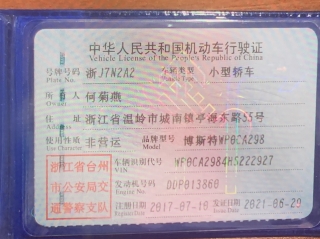 中华人民共和国机动车行驶证
Vehicle License of the People's Republic of China
号牌号码 浙J7N2A2 车辆类型 小型轿车
Plate No. Vehicle Type
所有人 何菊燕
Owner
住址 浙江省温岭市城南镇亭海东路55号
Address
使用性质 非营运 品牌型号 博斯特WP0CA298
Use Character Model
浙江省台州 车辆识别代号 WP0CA2984HS222927
VIN
市公安局交 发动机号码 DDP013860
Engine No.
通警察支队 注册日期 2017-07-10 发证日期 2021-06-20
Register Date Issue Date